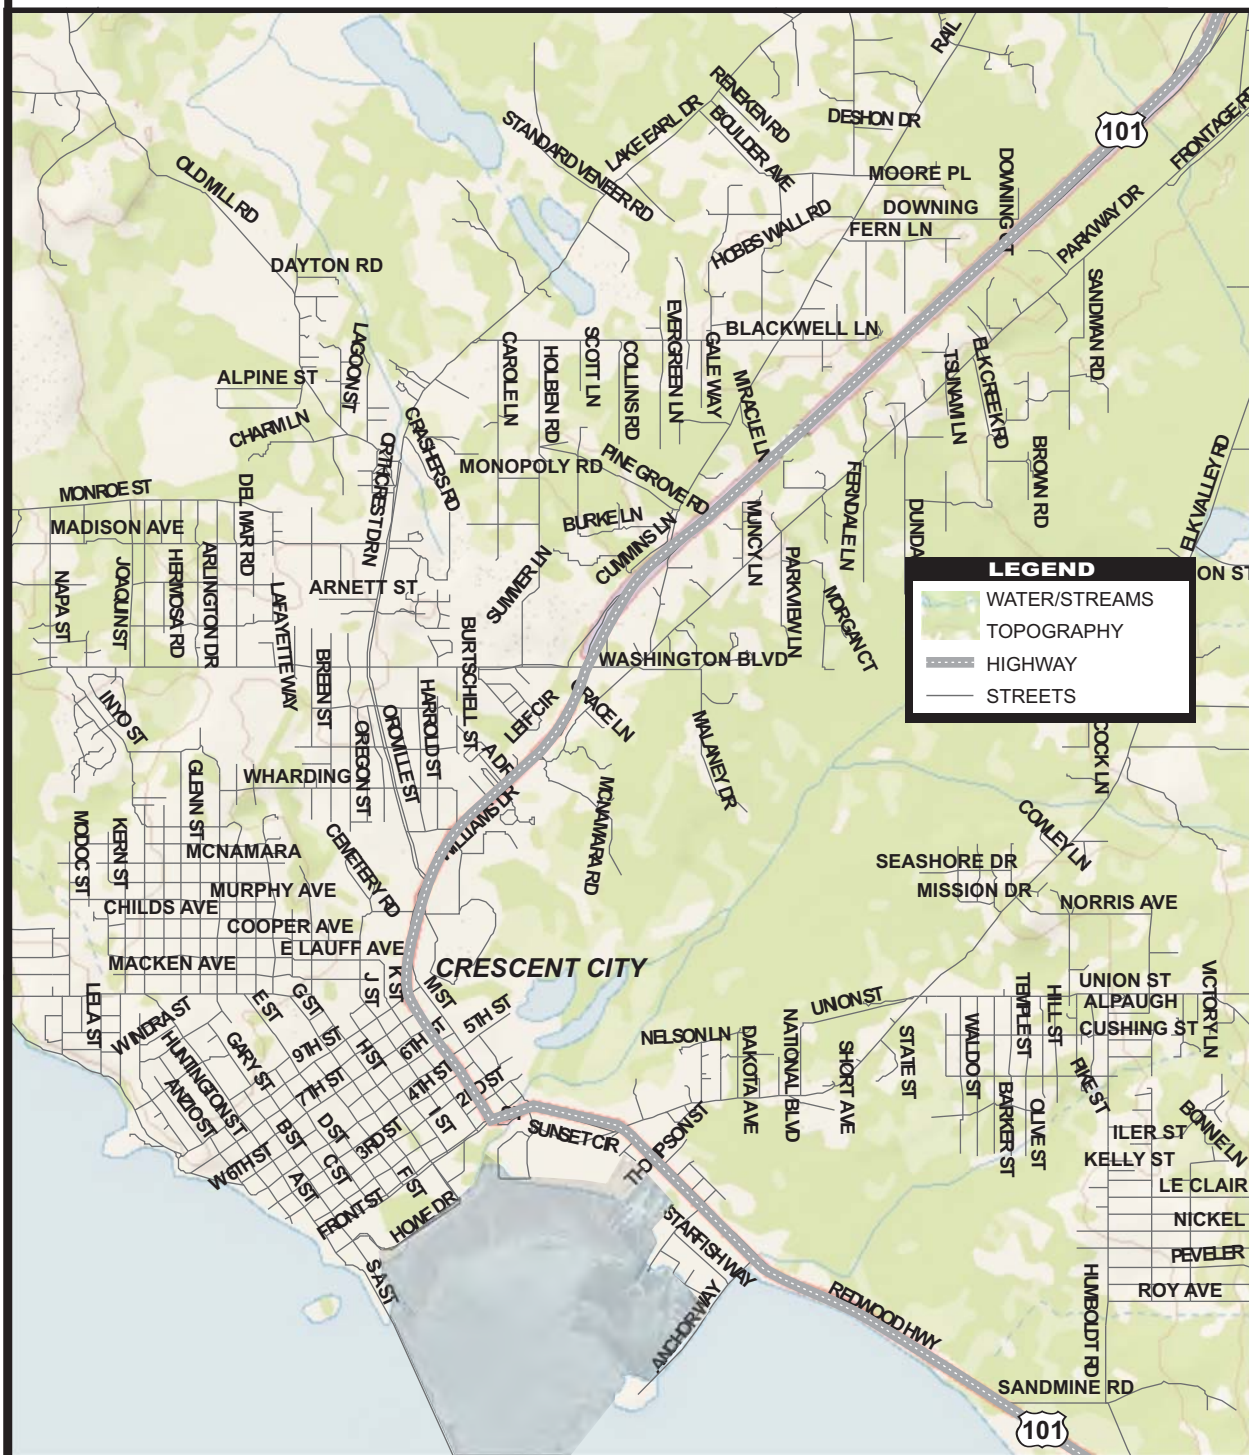 RAIL
101
RENEKEN RD
DESHON DR
LAKE EARL DR
STANDARD VENEER RD
BOULDER AVE
FRONTAGE RD
OLD MILL RD
MOORE PL
DOWNING
DOWNING ST
FERN LN
HOBBS WALL RD
PARKWAY DR
DAYTON RD
SANDMAN RD
EVERGREEN LN
BLACKWELL LN
LAGOON ST
CAROLE LN
HOLBEN RD
SCOTT LN
COLLINS RD
GALE WAY
MIRACLE LN
TSUNAMI LN
ELK CREEK RD
ALPINE ST
CHARM LN
CRASHERS RD
MONOPOLY RD
PINE GROVE RD
FERNDALE LN
BROWN RD
ELK VALLEY RD
ORTHCREST DR N
MONROE ST
DEL MAR RD
MADISON AVE
BURKE LN
CUMMINS LN
MUNCY LN
DUNDA
JOAQUIN ST
HERMOSA RD
ARLINGTON DR
NAPA ST
LAFAYETTE WAY
ARNETT ST
SUMMER LN
PARKVIEW LN
MORGAN CT
LEGEND
WATER/STREAMS
TOPOGRAPHY
HIGHWAY
STREETS
ON ST
BREEN ST
BURTSCHELL ST
WASHINGTON BLVD
INYO ST
HARROLD ST
LEIF CIR
GRACE LN
OREGON ST
OROVILLE ST
A DR
MALANEY DR
COCK LN
GLENN ST
WHARDING
WILLIAMS DR
MCNAMARA RD
MODOC ST
KERN ST
MCNAMARA
CEMETERY RD
COWLEY LN
SEASHORE DR
MISSION DR
MURPHY AVE
CHILDS AVE
NORRIS AVE
COOPER AVE
E LAUFF AVE
MACKEN AVE
CRESCENT CITY
J ST
K ST
M ST
LEILA ST
WINDRA ST
E ST
G ST
5TH ST
UNION ST
UNION ST
ALPAUGH
VICTORY LN
TEMPLE ST
HILL ST
CUSHING ST
HUNTINGTON ST
GARY ST
9TH ST
H ST
6TH ST
NELSON LN
DAKOTA AVE
NATIONAL BLVD
SHORT AVE
STATE ST
WALDO ST
PIKE ST
ANZIO ST
7TH ST
4TH ST
BARKER ST
OLIVE ST
B ST
D ST
3RD ST
I ST
SUNSET CIR
ILER ST
BONNIE LN
KELLY ST
W 6TH ST
A ST
C ST
F ST
LE CLAIR
FRONT ST
HOWE DR
NICKEL
STARFISH WAY
PEVELER
S A ST
ROY AVE
REDWOOD HWY
ANCHOR WAY
HUMBOLDT RD
SANDMINE RD
101